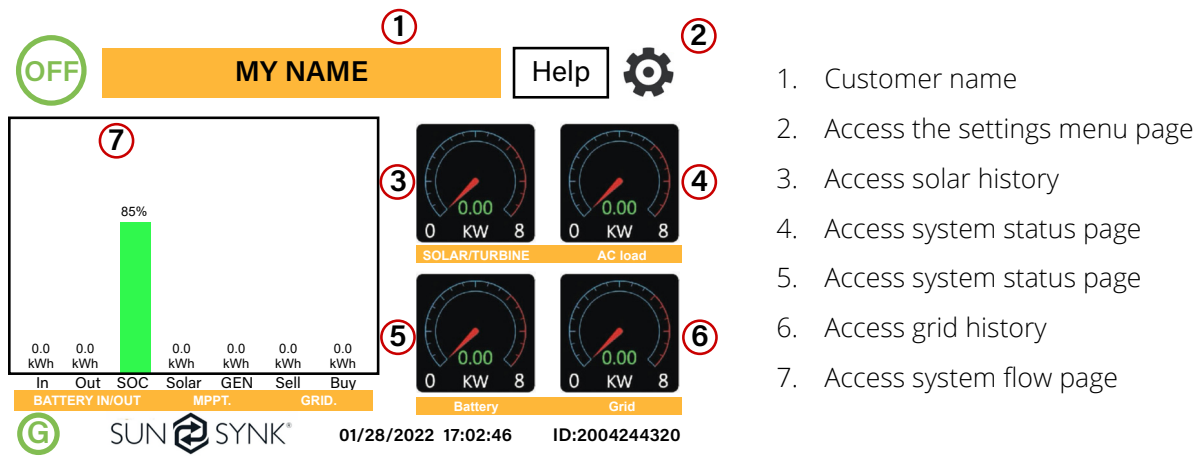 1
2
OFF
MY NAME
Help
7
85%
0.0 0.0 0.0 0.0 0.0 0.0
kWh kWh kWh kWh kWh kWh
In Out SOC Solar GEN Sell Buy
BATTERY IN/OUT MPPT. GRID.
3
0.00
0 KW 8
SOLAR/TURBINE
4
0.00
0 KW 8
AC load
5
0.00
0 KW 8
Battery
6
0.00
0 KW 8
Grid
G
SUN SYNK®
01/28/2022 17:02:46 ID:2004244320
1. Customer name
2. Access the settings menu page
3. Access solar history
4. Access system status page
5. Access system status page
6. Access grid history
7. Access system flow page